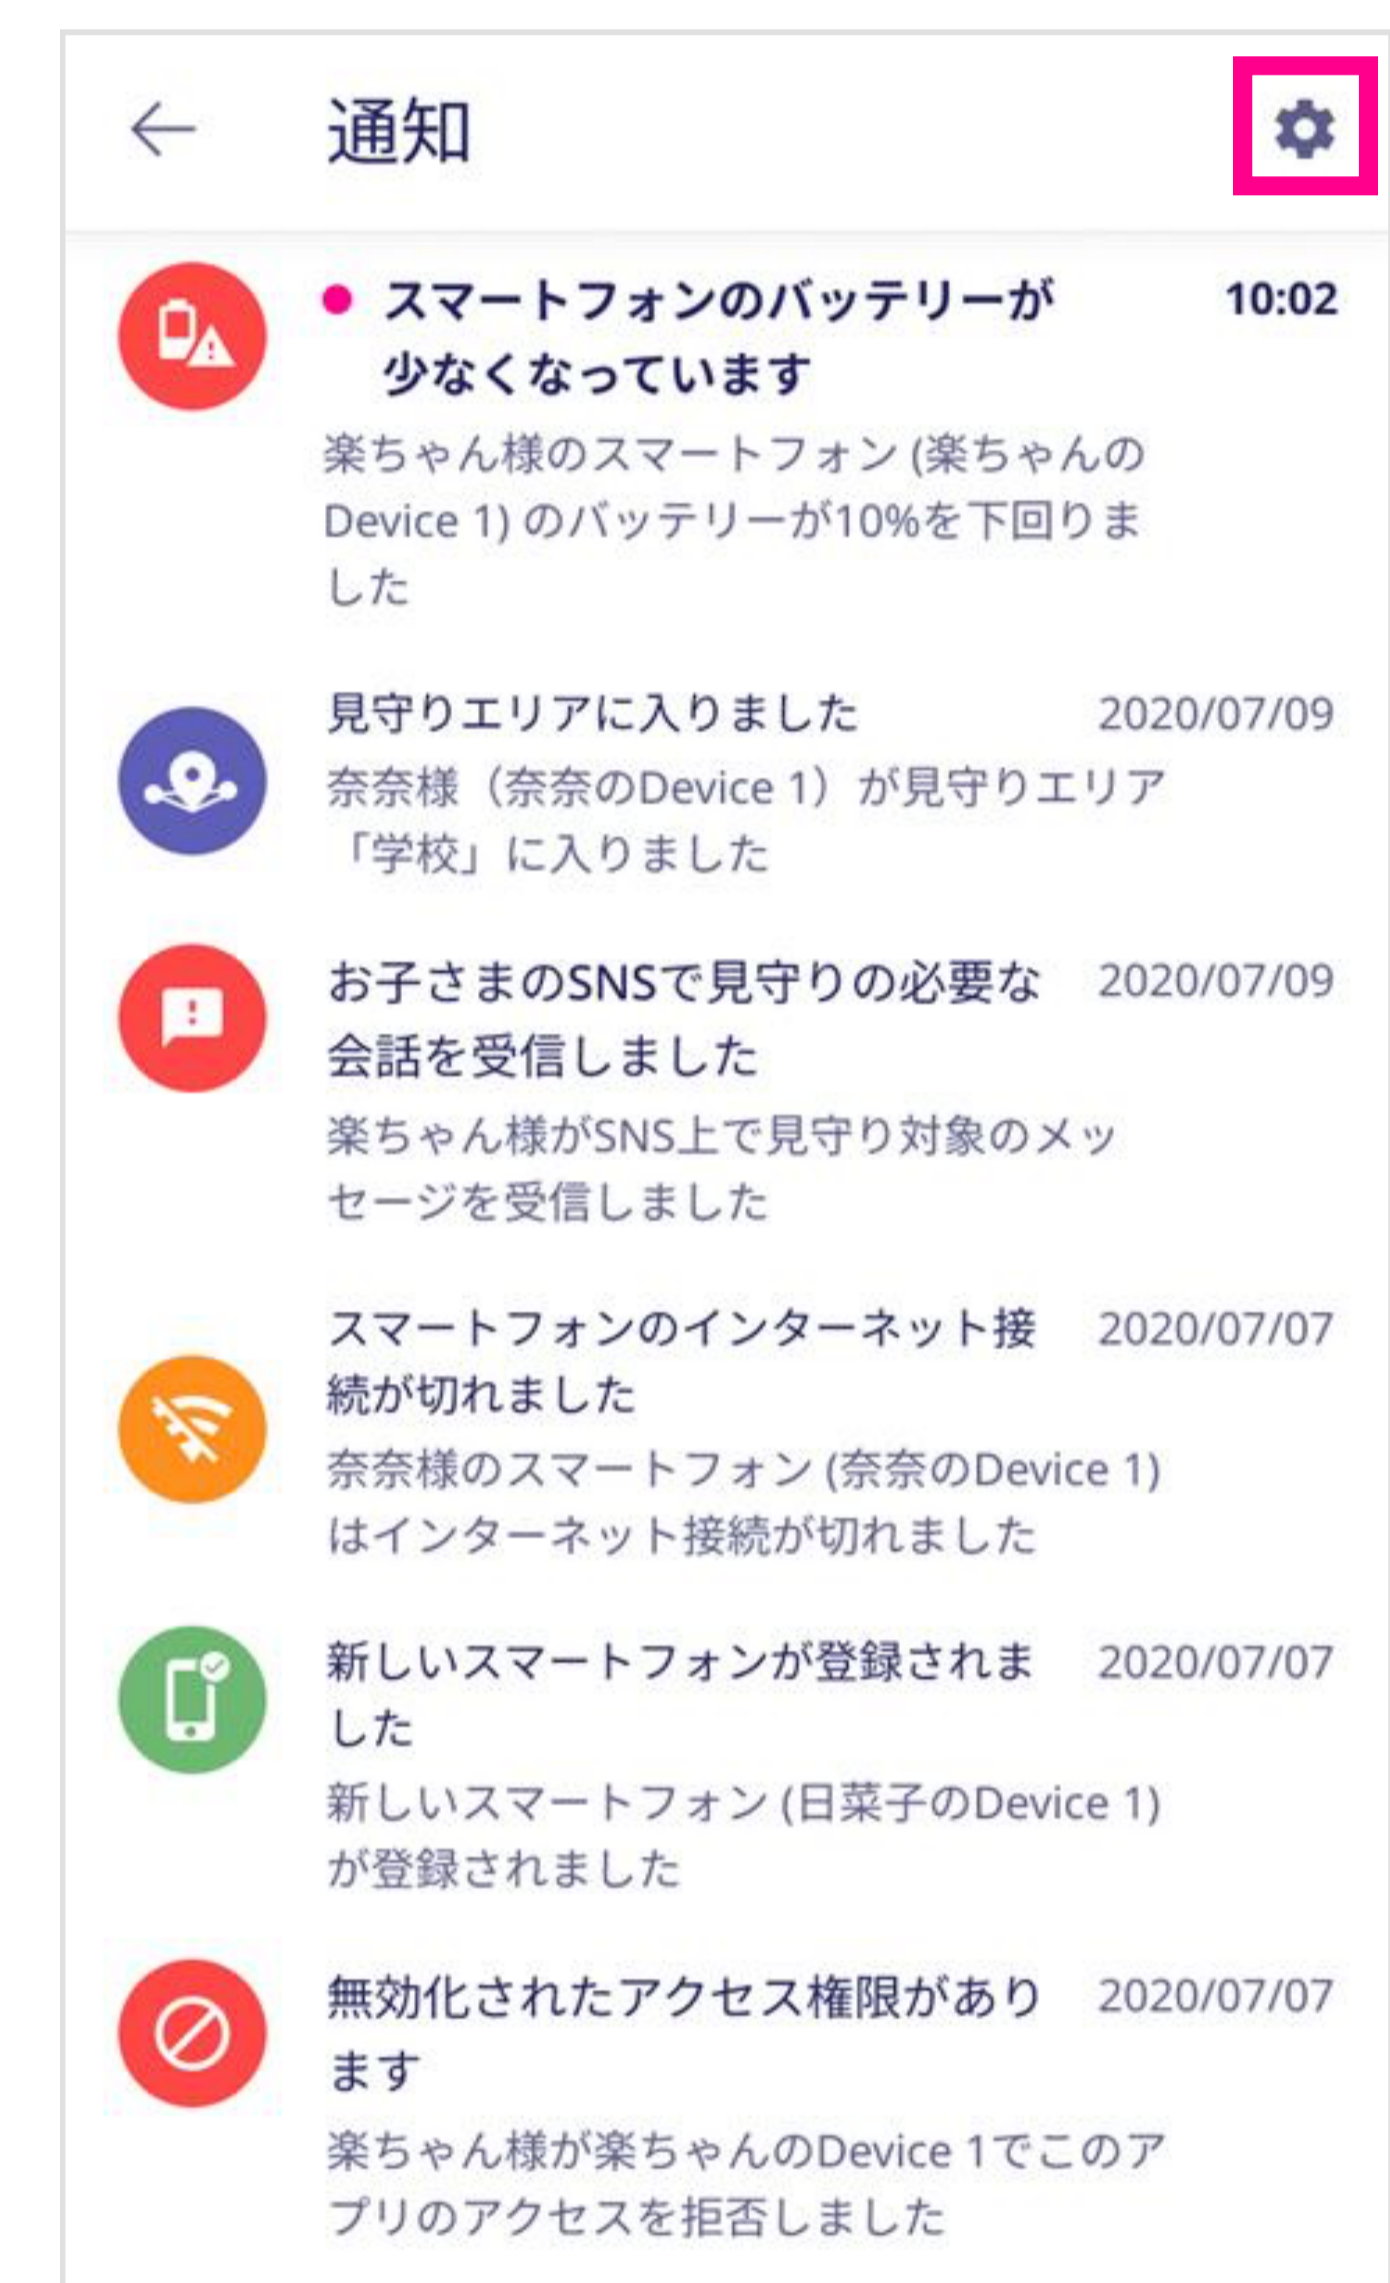 通知
スマートフォンのバッテリーが 10:02
少なくなっています
楽ちゃん様のスマートフォン (楽ちゃんの
Device 1) のバッテリーが10%を下回りま
した
見守りエリアに入りました 2020/07/09
奈奈様（奈奈のDevice 1）が見守りエリア
「学校」に入りました
お子さまのSNSで見守りの必要な 2020/07/09
会話を受信しました
楽ちゃん様がSNS上で見守り対象のメッ
セージを受信しました
スマートフォンのインターネット接 2020/07/07
続が切れました
奈奈様のスマートフォン (奈奈のDevice 1)
はインターネット接続が切れました
新しいスマートフォンが登録されま 2020/07/07
した
新しいスマートフォン (日菜子のDevice 1)
が登録されました
無効化されたアクセス権限があり 2020/07/07
ます
楽ちゃん様が楽ちゃんのDevice 1でこのア
プリのアクセスを拒否しました